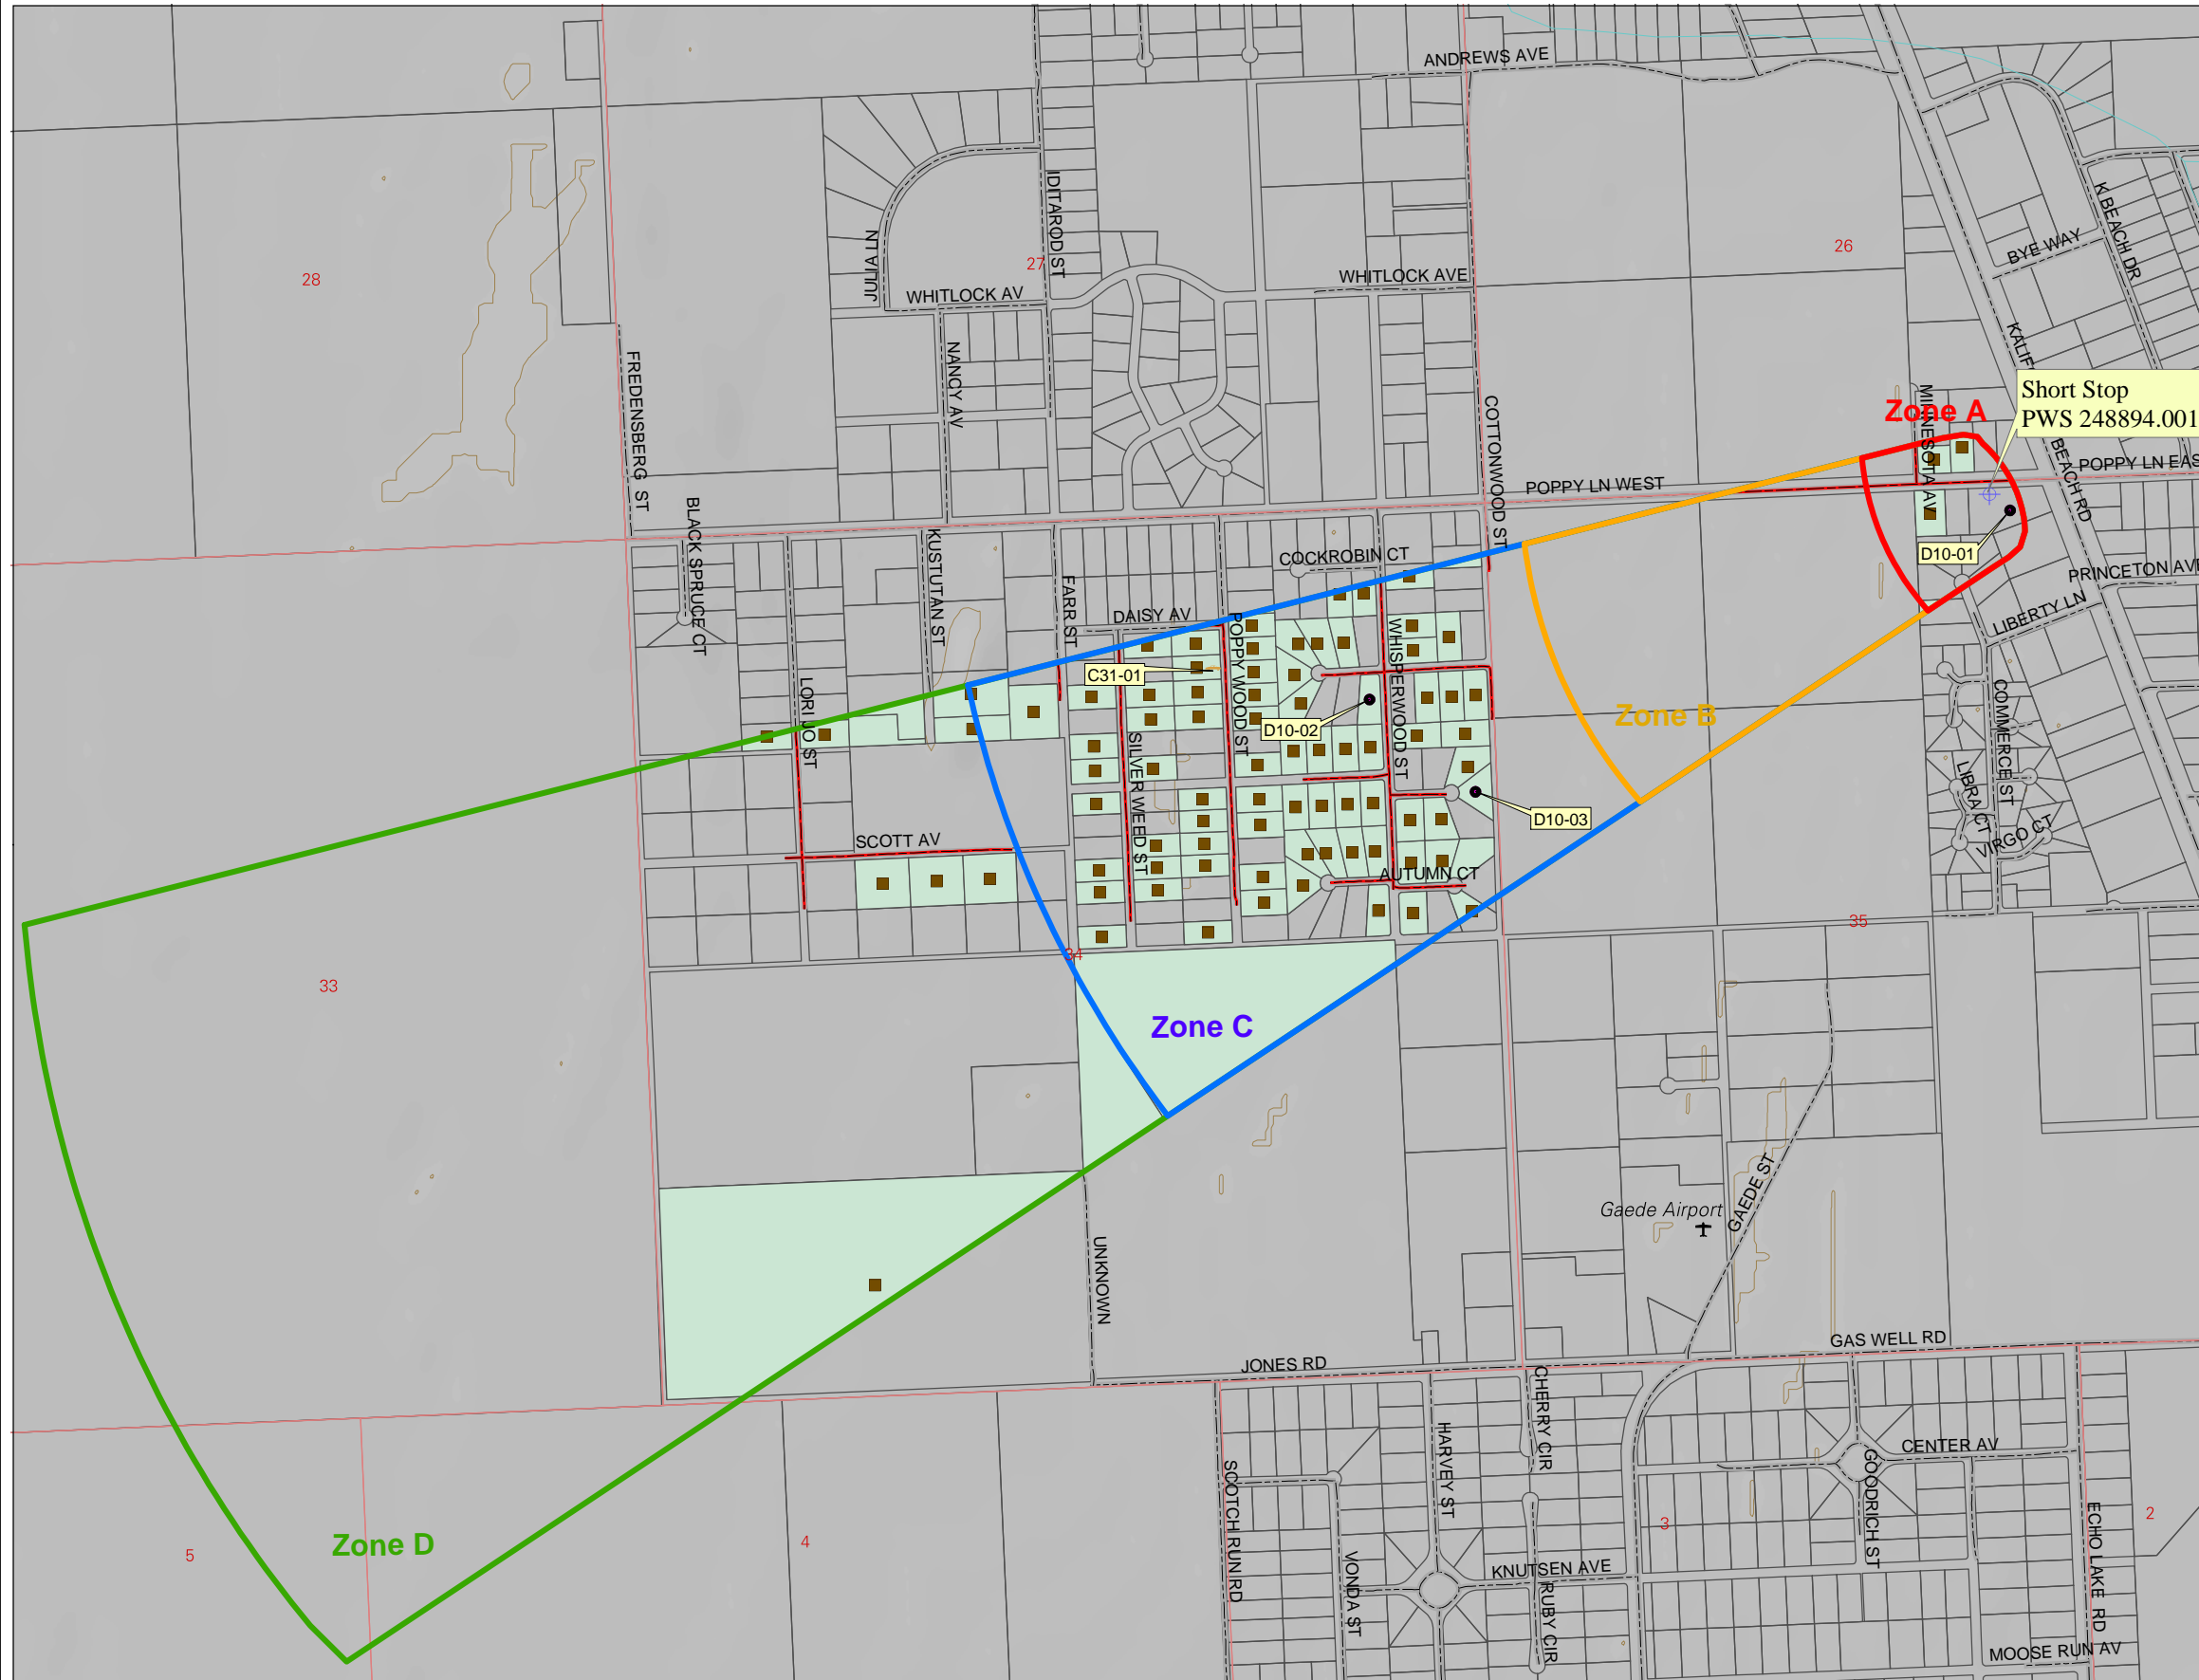 ANDREWS AVE
K BEACH DR
BYE WAY
26
27
28
IDITAROD ST
JULIA LN
WHITLOCK AV
WHITLOCK AVE
NANCY AV
FREDENSBERG ST
COTTONWOOD ST
MINNESOTA AV
Zone A
Short Stop
PWS 248894.001
BEACH RD
POPPY LN EAS
POPPY LN WEST
BLACK SPRUCE CT
KUSTUTAN ST
FARR ST
COCKROBIN CT
D10-01
PRINCETON AVE
LIBERTY LN
DAISY AV
POPPY WOOD ST
WHISPERWOOD ST
C31-01
LORI JO ST
D10-02
Zone B
COMMERCE ST
SILVER WEED ST
LIBRA CT
VIRGO CT
D10-03
SCOTT AV
AUTUMN CT
35
34
33
Zone C
Gaede Airport
GAEDE ST
UNKNOWN
GAS WELL RD
JONES RD
CHERRY CIR
HARVEY ST
CENTER AV
GOODRICH ST
SCOTCH RUN RD
ECHO LAKE RD
Zone D
5
4
3
2
VONDA ST
KNUTSEN AVE
RUBY CIR
MOOSE RUN AV